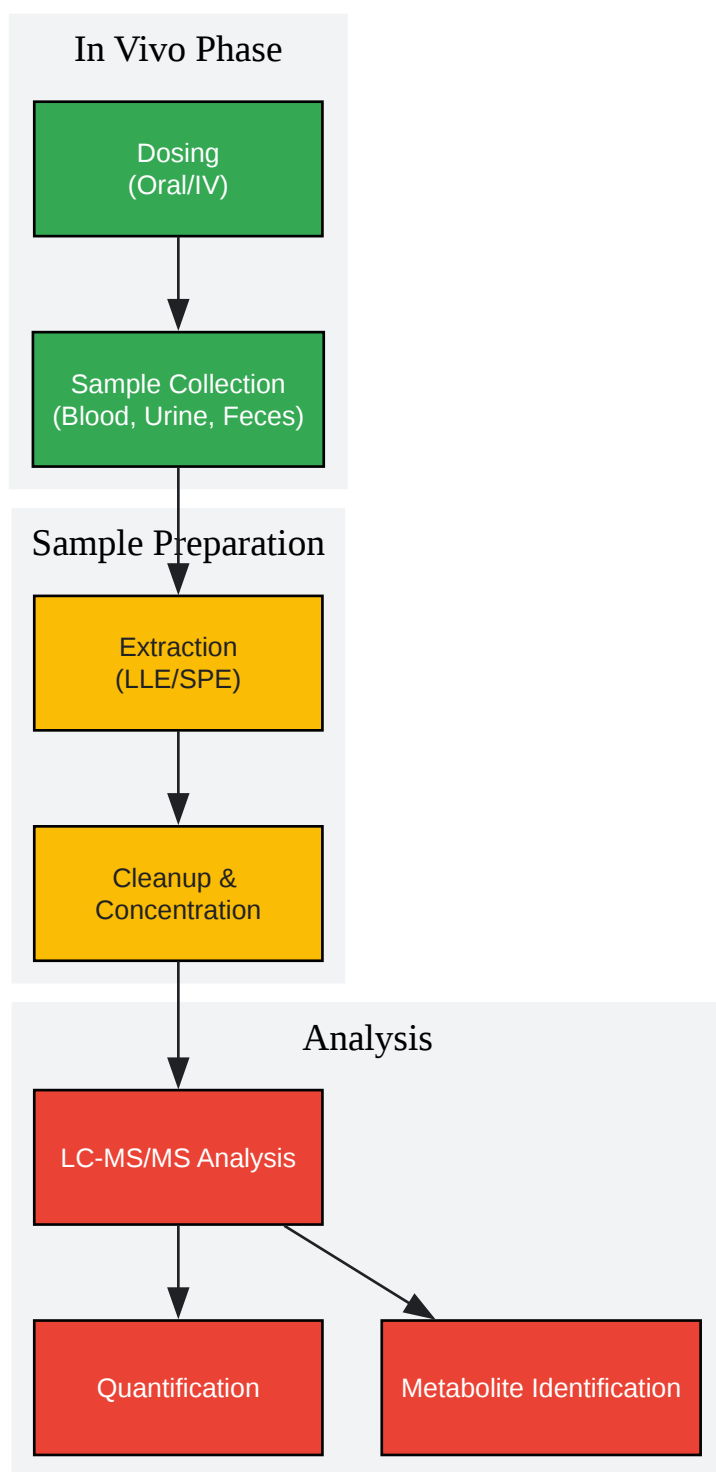 In Vivo Phase
Dosing
(Oral/IV)
Sample Collection
(Blood, Urine, Feces)
Sample Preparation
Extraction
(LLE/SPE)
Cleanup &
Concentration
Analysis
LC-MS/MS Analysis
Quantification
Metabolite Identification